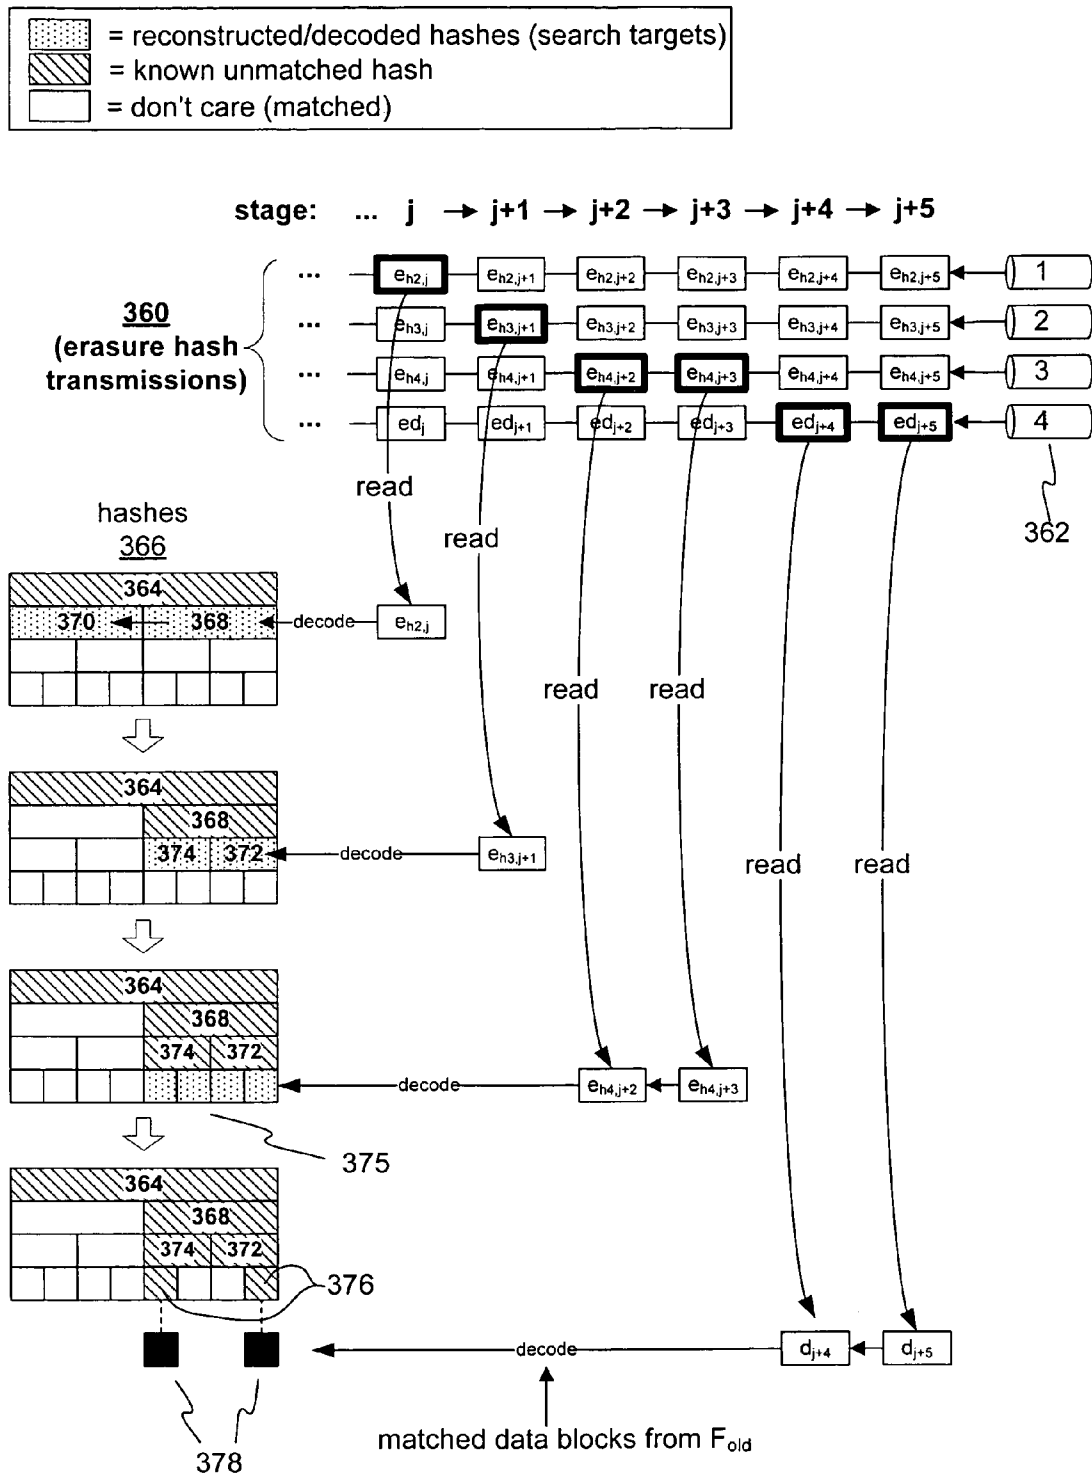 = reconstructed/decoded hashes (search targets)
= known unmatched hash
= don't care (matched)
stage: ... j j+1 j+2 j+3 j+4 j+5
... eh2,j eh2,j+1 eh2,j+2 eh2,j+3 eh2,j+4 eh2,j+5 1
360
(erasure hash
transmissions)
... eh3,j eh3,j+1 eh3,j+2 eh3,j+3 eh3,j+4 eh3,j+5 2
... eh4,j eh4,j+1 eh4,j+2 eh4,j+3 eh4,j+4 eh4,j+5 3
... edj edj+1 edj+2 edj+3 edj+4 edj+5 4
362
read
read
hashes
366
364
370 368 decode eh2,j
read read
364
368
374 372 decode eh3,j+1
read read
364
368
374 372
decode eh4,j+2 eh4,j+3
375
364
368
374 372
376
decode dj+4 dj+5
matched data blocks from Fold
378